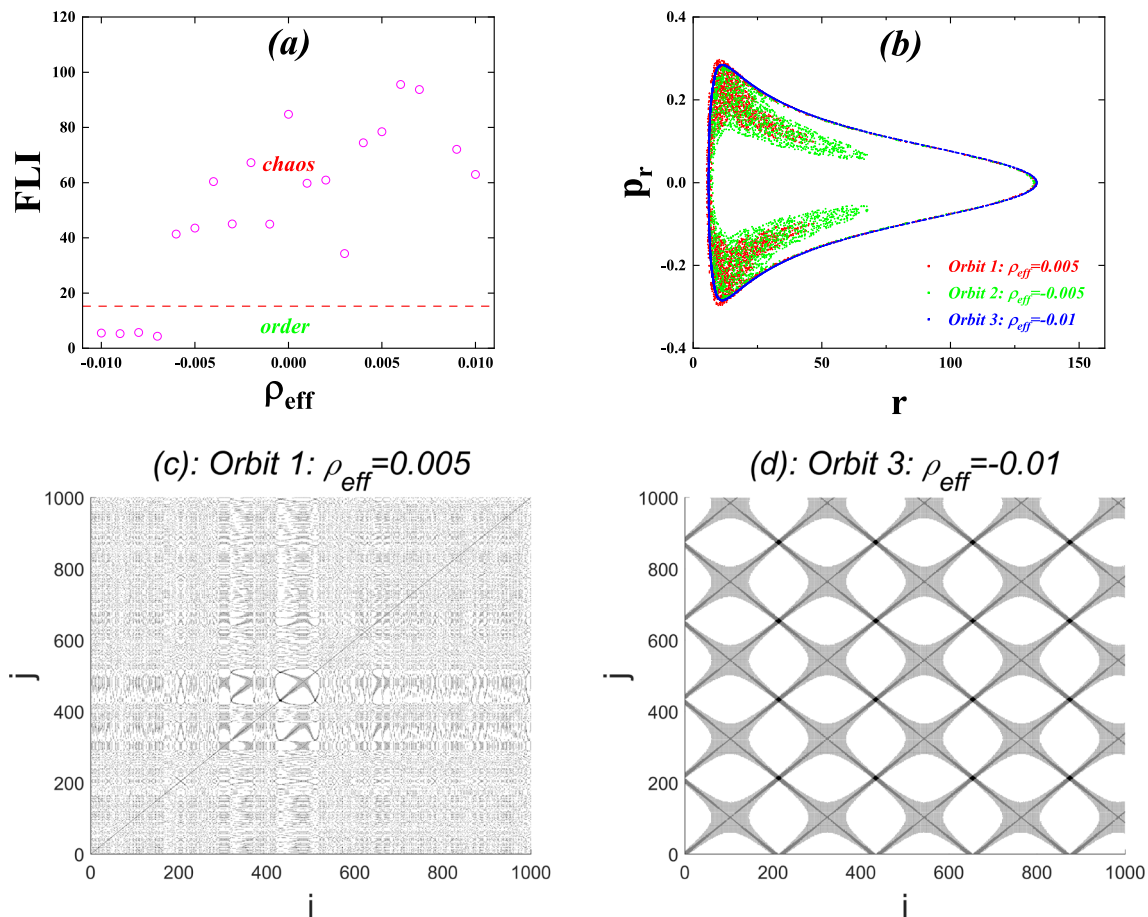 (a)
FLI
120
100
80
60
40
20
0
chaos
order
-0.010
-0.005
0.000
0.005
0.010
ρeff
(b)
pr
0.4
0.2
0.0
-0.2
-0.4
Orbit 1: ρeff=0.005
Orbit 2: ρeff=-0.005
Orbit 3: ρeff=-0.01
0
50
100
150
r
(c): Orbit 1: ρeff=0.005
j
1000
800
600
400
200
0
0
200
400
600
800
1000
i
(d): Orbit 3: ρeff=-0.01
j
1000
800
600
400
200
0
0
200
400
600
800
1000
i